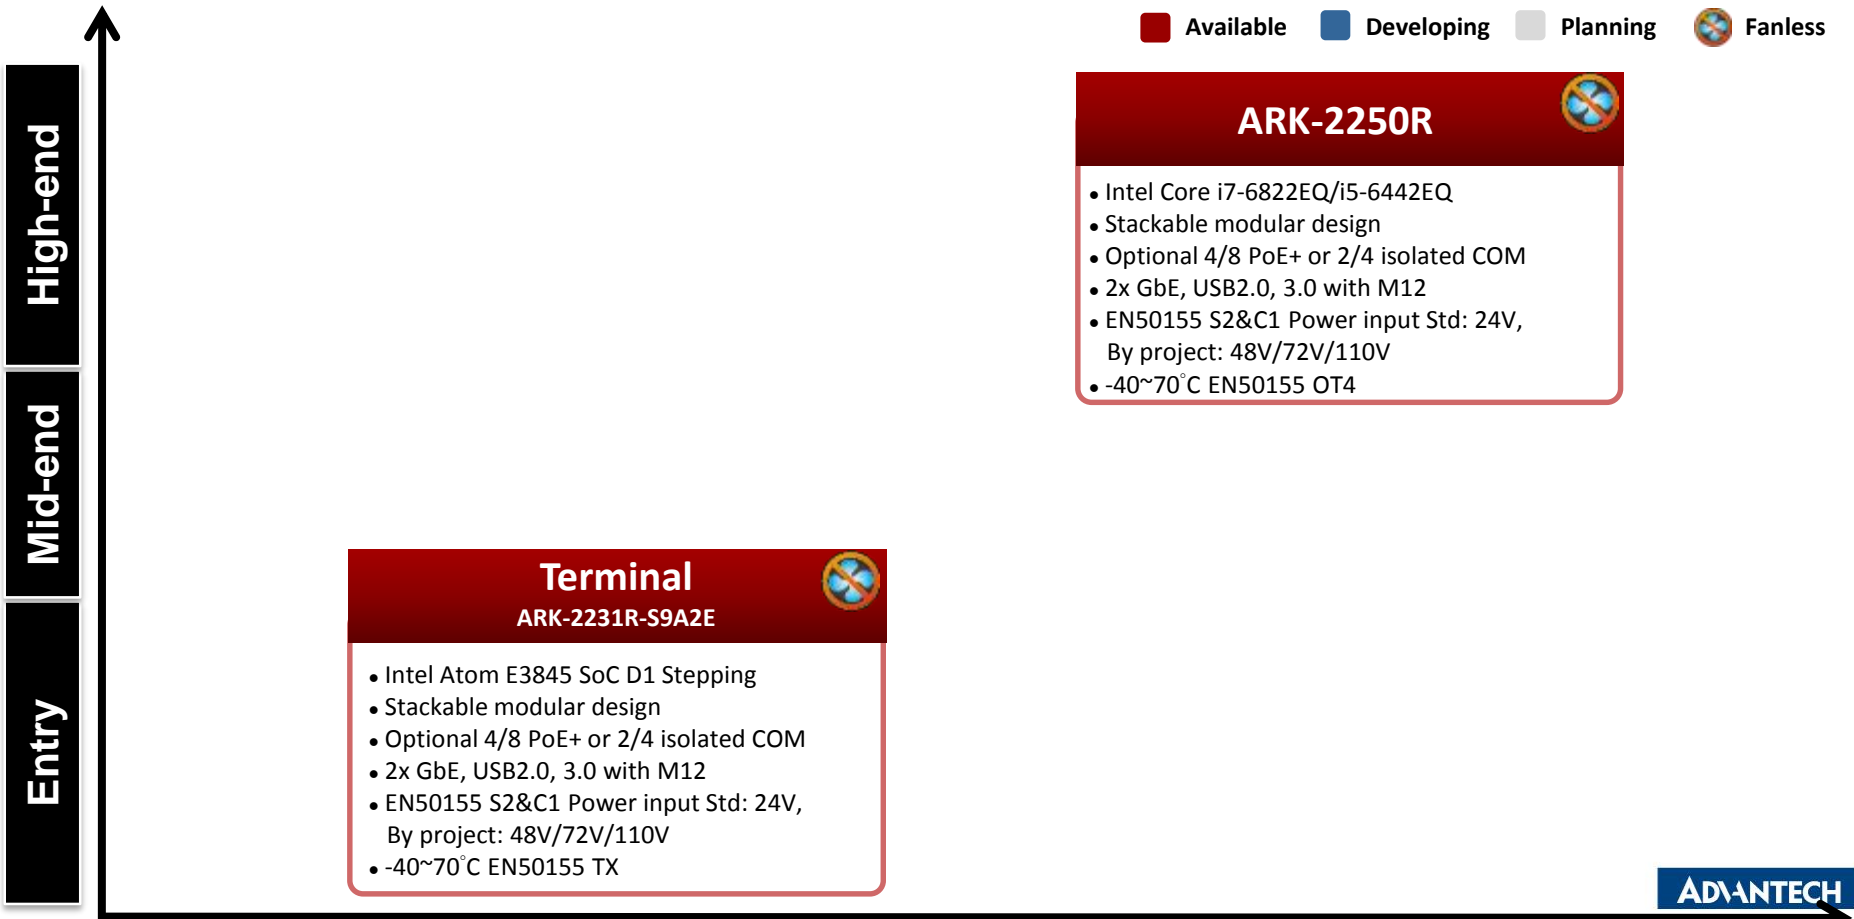 Available Developing Planning Fanless
High-end
Mid-end
Entry
ARK-2250R
• Intel Core i7-6822EQ/i5-6442EQ
• Stackable modular design
• Optional 4/8 PoE+ or 2/4 isolated COM
• 2x GbE, USB2.0, 3.0 with M12
• EN50155 S2&C1 Power input Std: 24V,
By project: 48V/72V/110V
• -40~70°C EN50155 OT4
Terminal
ARK-2231R-S9A2E
• Intel Atom E3845 SoC D1 Stepping
• Stackable modular design
• Optional 4/8 PoE+ or 2/4 isolated COM
• 2x GbE, USB2.0, 3.0 with M12
• EN50155 S2&C1 Power input Std: 24V,
By project: 48V/72V/110V
• -40~70°C EN50155 TX
ADVANTECH